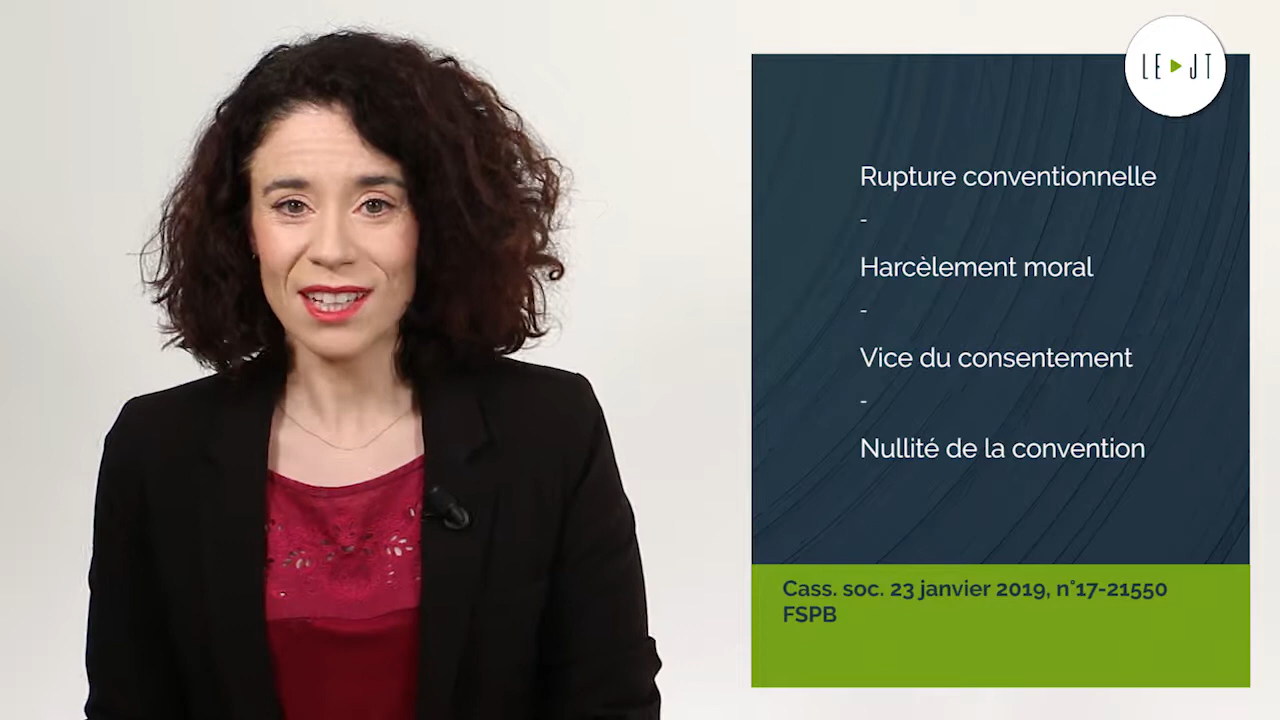 LE JT
Rupture conventionnelle
-
Harcèlement moral
-
Vice du consentement
-
Nullité de la convention
Cass. soc. 23 janvier 2019, n°17-21550
FSPB